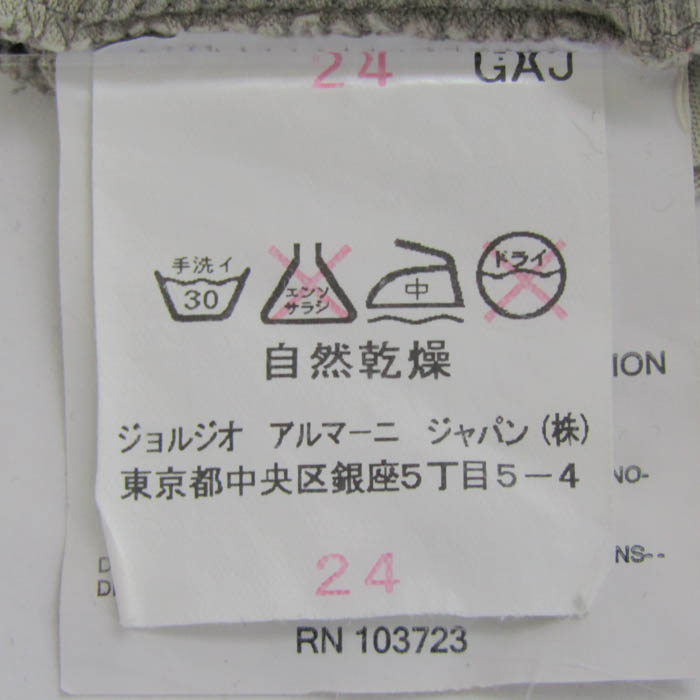 24 GAJ
手洗イ
30
エンソ
サラシ
中
ドライ
自然乾燥
ION
ジョルジオ アルマーニ ジャパン(株)
東京都中央区銀座5丁目5-4
NO-
NS--
D
DI
24
RN 103723